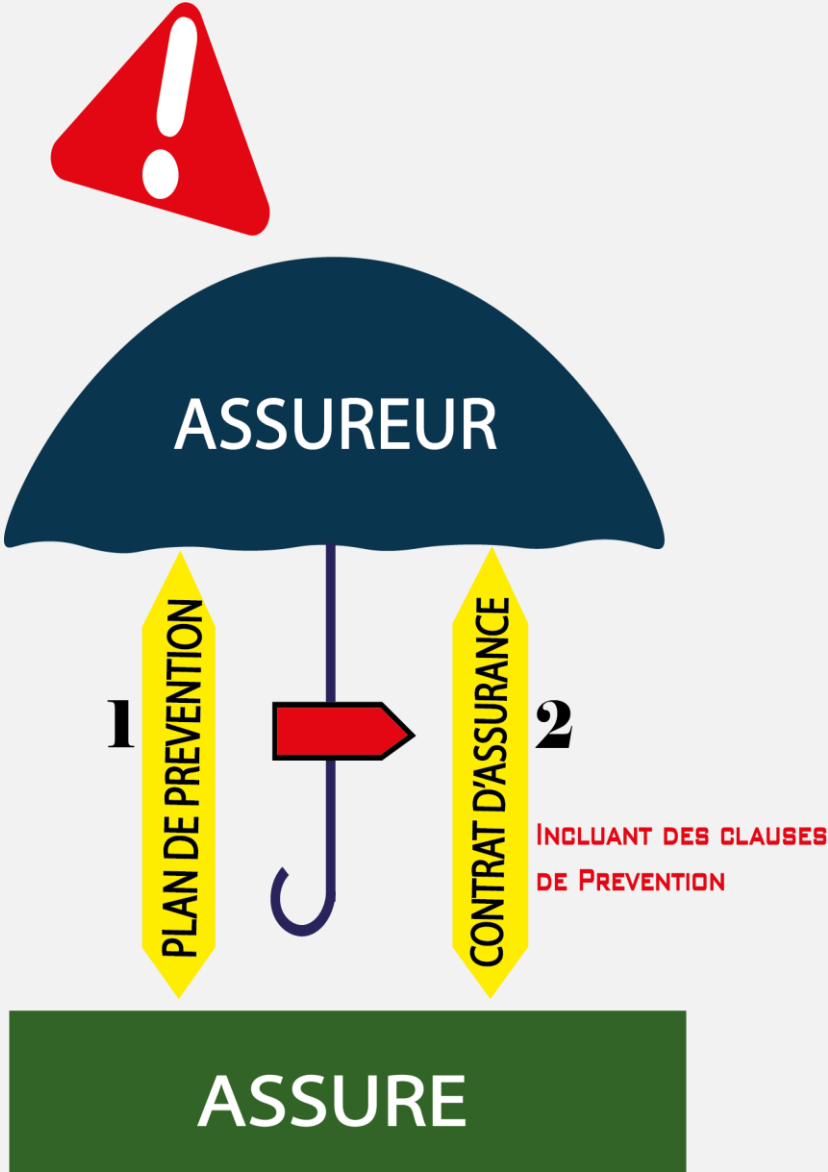 !
ASSUREUR
1
PLAN DE PREVENTION
CONTRAT D'ASSURANCE
2
INCLUANT DES CLAUSES
DE PREVENTION
ASSURE